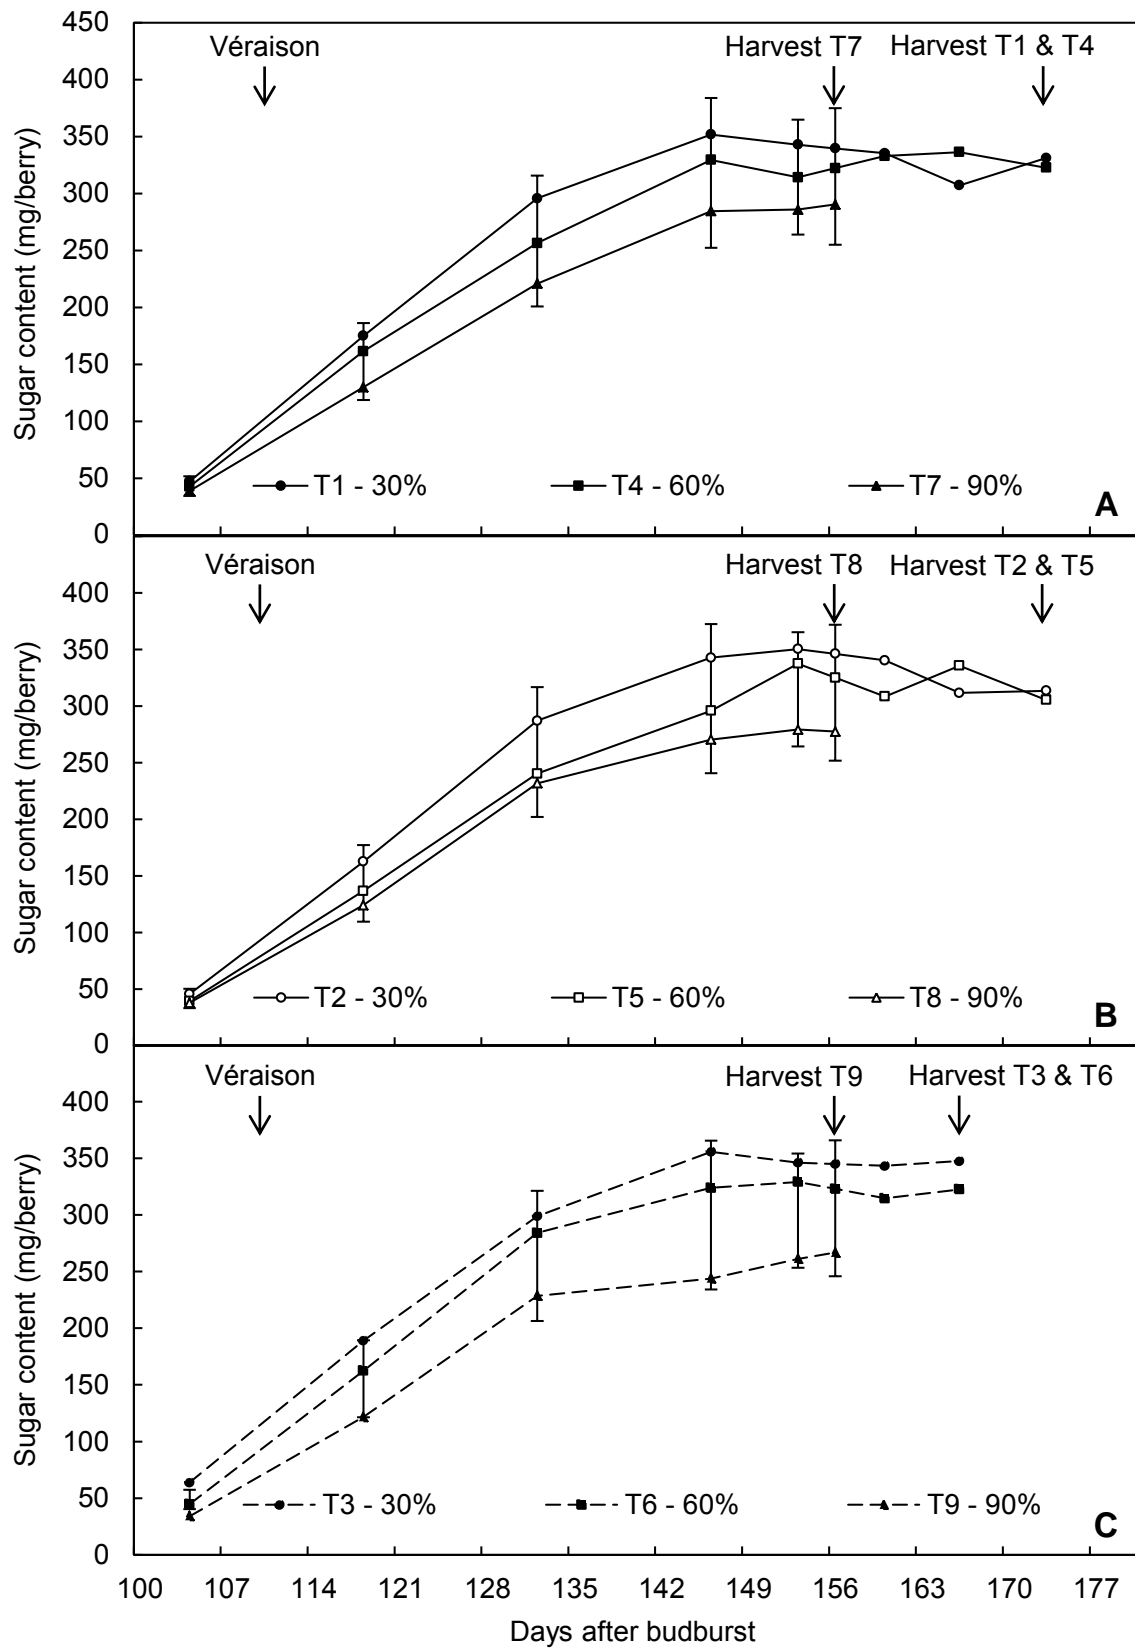 450
400
350
300
250
200
150
100
50
0
Sugar content (mg/berry)
Véraison
Harvest T7
Harvest T1 & T4
T1 - 30%
T4 - 60%
T7 - 90%
A
400
350
300
250
200
150
100
50
0
Sugar content (mg/berry)
Véraison
Harvest T8
Harvest T2 & T5
T2 - 30%
T5 - 60%
T8 - 90%
B
400
350
300
250
200
150
100
50
0
Sugar content (mg/berry)
Véraison
Harvest T9
Harvest T3 & T6
T3 - 30%
T6 - 60%
T9 - 90%
C
100 107 114 121 128 135 142 149 156 163 170 177
Days after budburst